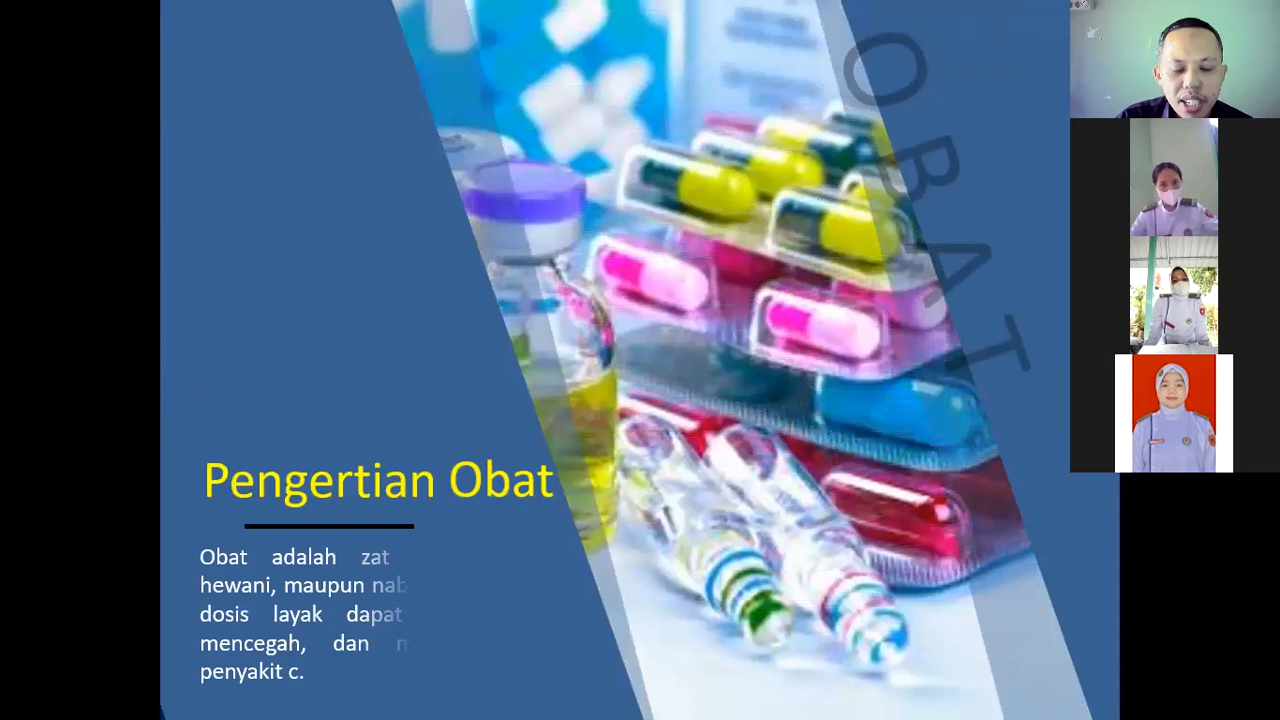 OBAT
Pengertian Obat
Obat adalah zat
hewani, maupun
dosis layak dapat
mencegah, dan
penyakit c.